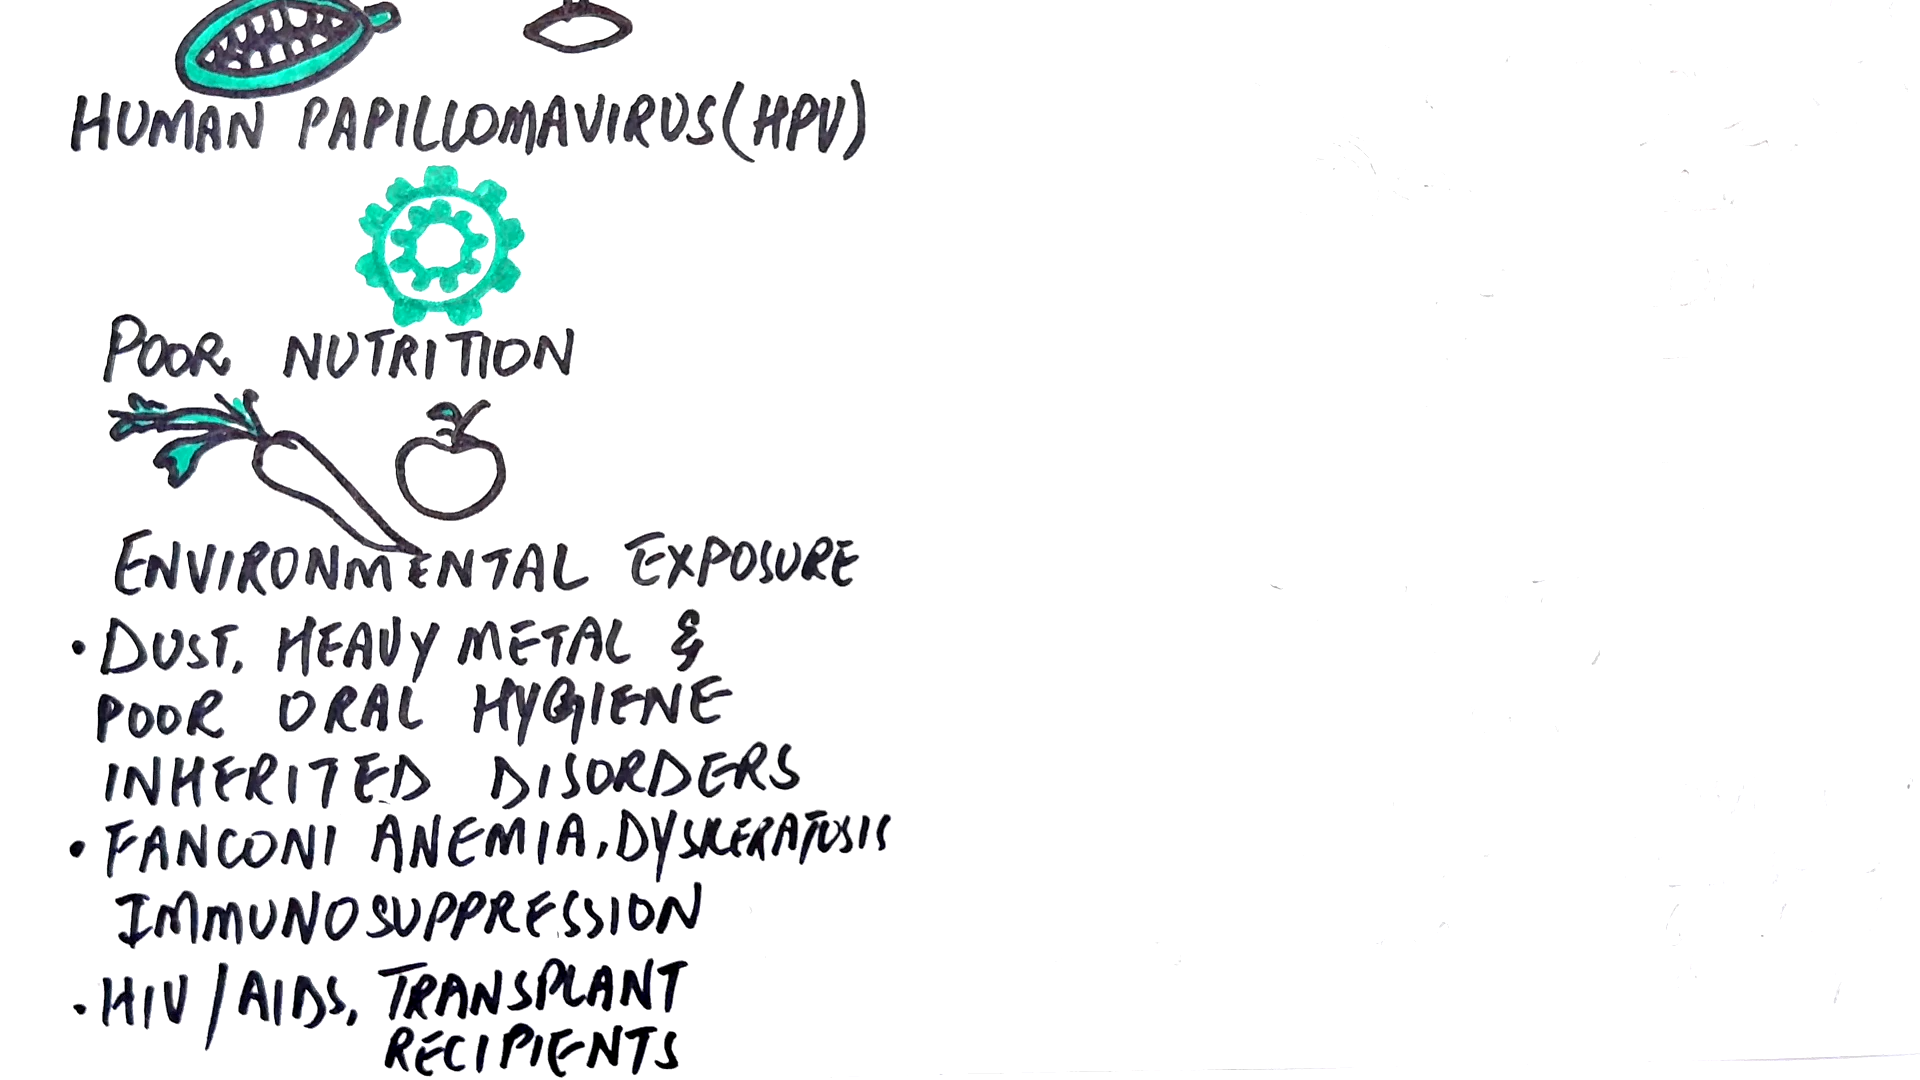 HUMAN PAPILLOMAVIRUS (HPV)
POOR NUTRITION
ENVIRONMENTAL EXPOSURE
• DUST, HEAVY METAL &
POOR ORAL HYGIENE
INHERITED DISORDERS
• FANCONI ANEMIA, DYSKERATOSIS
IMMUNOSUPPRESSION
• HIV/AIDS, TRANSPLANT
RECIPIENTS